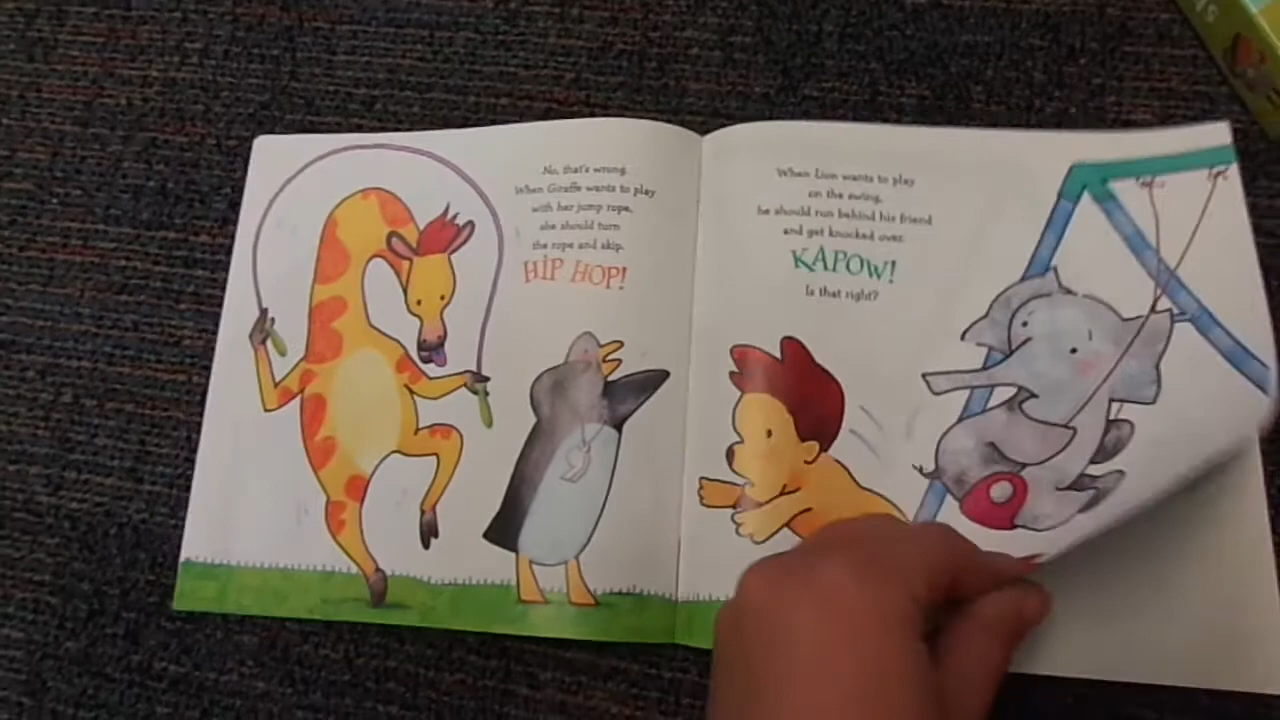 No, that's wrong.
When Giraffe wants to play
with her jump rope,
she should turn
the rope and skip.
HIP HOP!
When Lion wants to play
on the swing,
he should run behind his friend
and get knocked over.
KAPOW!
Is that right?